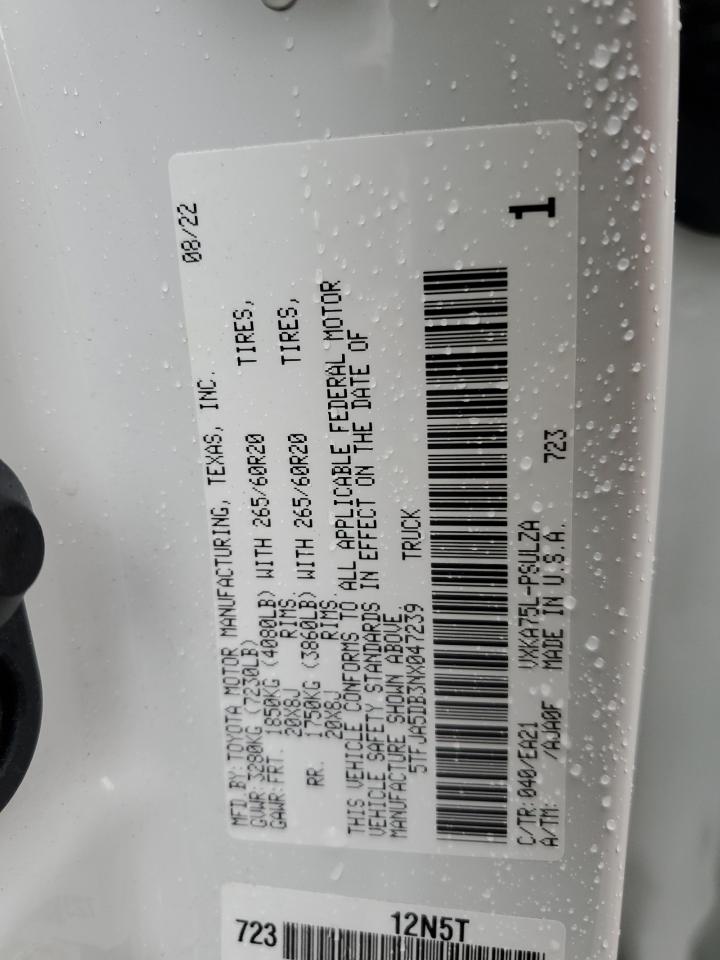 MFD BY: TOYOTA MOTOR MANUFACTURING, TEXAS, INC. 08/22
GVWR: 3280KG (7230LB)
GAWR: FRT. 1850KG (4080LB) WITH 265/60R20 TIRES,
20X8J RIMS
RR. 1750KG (3860LB) WITH 265/60R20 TIRES,
20X8J RIMS.
THIS VEHICLE CONFORMS TO ALL APPLICABLE FEDERAL MOTOR
VEHICLE SAFETY STANDARDS IN EFFECT ON THE DATE OF
MANUFACTURE SHOWN ABOVE.
5TFJA5DB3NX047239 TRUCK
C/TR: 040/EA21 VXKA75L-PSULZA 1
A/TM: /AJA0F MADE IN U.S.A. 723
723 12N5T